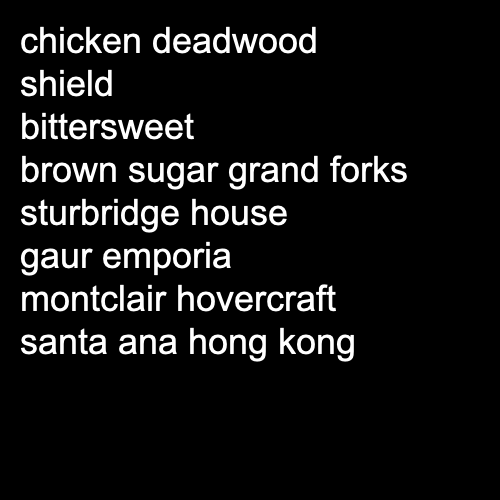 chicken deadwood
shield
bittersweet
brown sugar grand forks
sturbridge house
gaur emporia
montclair hovercraft
santa ana hong kong